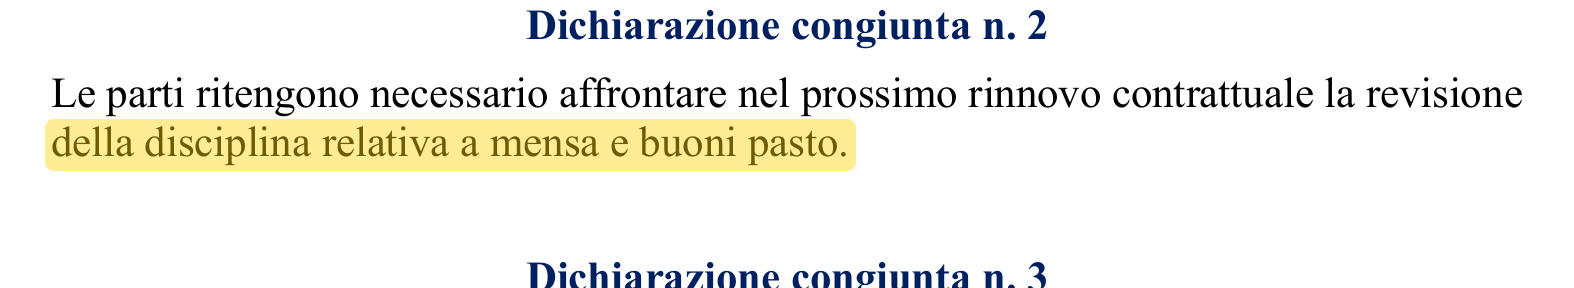 Dichiarazione congiunta n. 2
Le parti ritengono necessario affrontare nel prossimo rinnovo contrattuale la revisione
della disciplina relativa a mensa e buoni pasto.
Dichiarazione congiunta n. 3